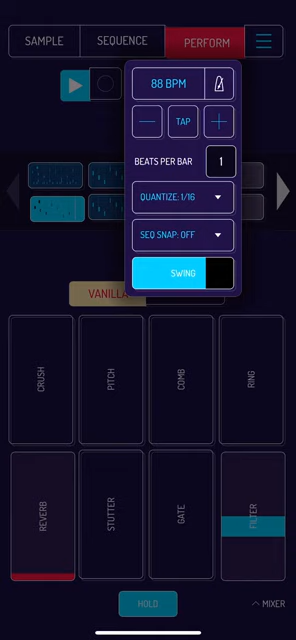 SAMPLE
SEQUENCE
PERFORM
88 BPM
TAP
BEATS PER BAR
1
QUANTIZE: 1/16
SEQ SNAP: OFF
SWING
VANILLA
CRUSH
PITCH
COMB
RING
REVERB
STUTTER
GATE
FILTER
HOLD
MIXER